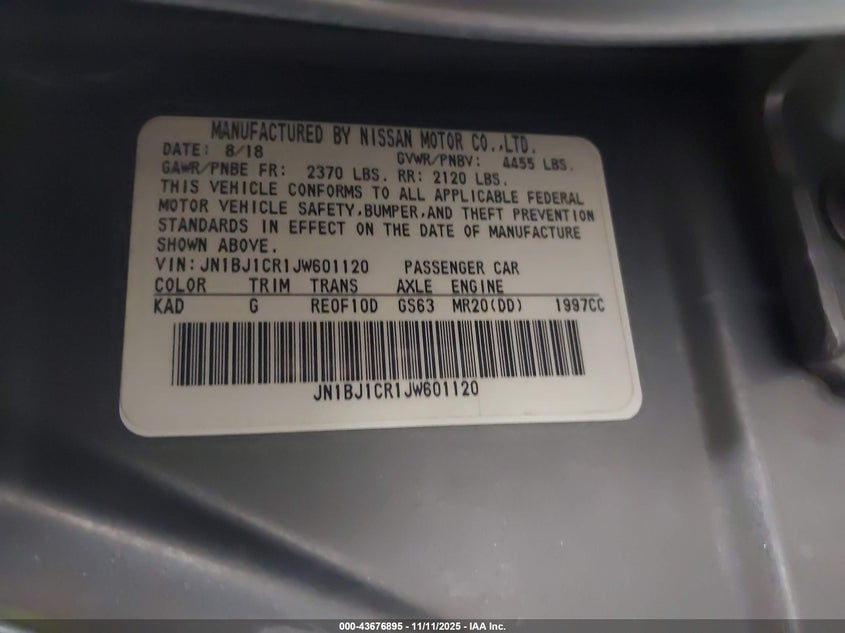 MANUFACTURED BY NISSAN MOTOR CO.,LTD.
DATE: 8/18 GVWR/PNBV: 4455 LBS.
GAWR/PNBE FR: 2370 LBS. RR: 2120 LBS.
THIS VEHICLE CONFORMS TO ALL APPLICABLE FEDERAL
MOTOR VEHICLE SAFETY,BUMPER,AND THEFT PREVENTION
STANDARDS IN EFFECT ON THE DATE OF MANUFACTURE
SHOWN ABOVE.
VIN:JN1BJ1CR1JW601120 PASSENGER CAR
COLOR TRIM TRANS AXLE ENGINE
KAD G RE0F10D GS63 MR20(DD) 1997CC
JN1BJ1CR1JW601120
000-43676895 - 11/11/2025 - IAA Inc.